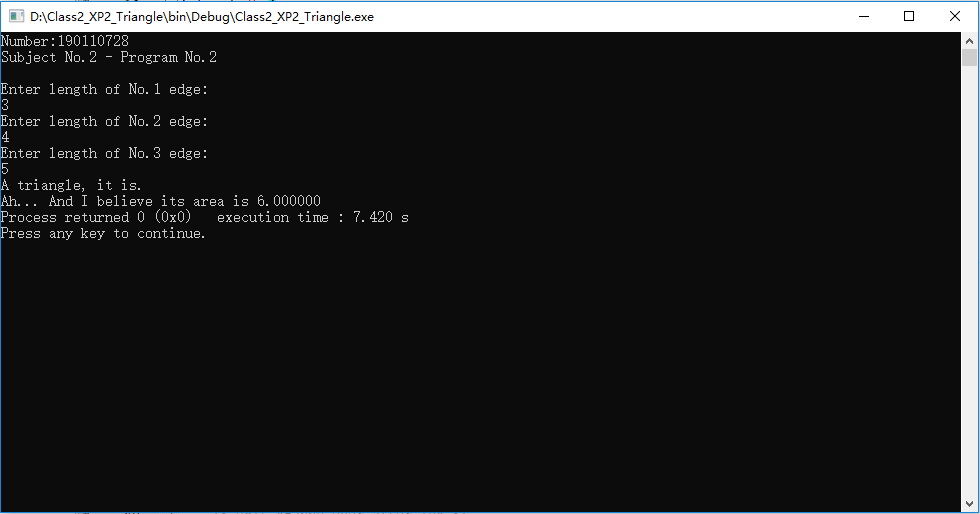 D:\Class2_XP2_Triangle\bin\Debug\Class2_XP2_Triangle.exe
Number:190110728
Subject No.2 - Program No.2
Enter length of No.1 edge:
3
Enter length of No.2 edge:
4
Enter length of No.3 edge:
5
A triangle, it is.
Ah... And I believe its area is 6.000000
Process returned 0 (0x0)   execution time : 7.420 s
Press any key to continue.